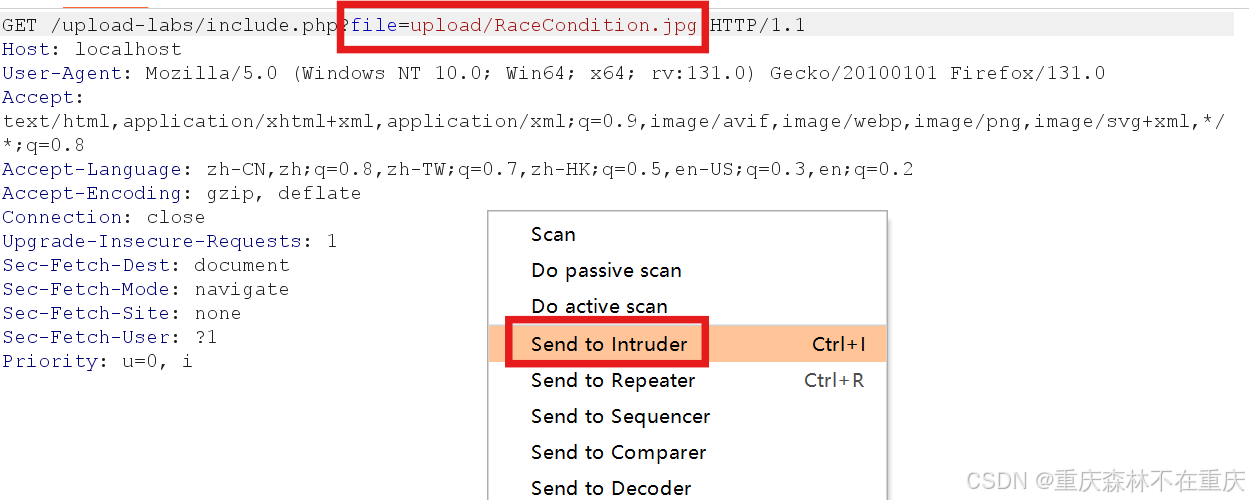 GET /upload-labs/include.php?file=upload/RaceCondition.jpg HTTP/1.1
Host: localhost
User-Agent: Mozilla/5.0 (Windows NT 10.0; Win64; x64; rv:131.0) Gecko/20100101 Firefox/131.0
Accept:
text/html,application/xhtml+xml,application/xml;q=0.9,image/avif,image/webp,image/png,image/svg+xml,*/
*;q=0.8
Accept-Language: zh-CN,zh;q=0.8,zh-TW;q=0.7,zh-HK;q=0.5,en-US;q=0.3,en;q=0.2
Accept-Encoding: gzip, deflate
Connection: close
Upgrade-Insecure-Requests: 1
Sec-Fetch-Dest: document
Sec-Fetch-Mode: navigate
Sec-Fetch-Site: none
Sec-Fetch-User: ?1
Priority: u=0, i
Scan
Do passive scan
Do active scan
Send to Intruder Ctrl+I
Send to Repeater Ctrl+R
Send to Sequencer
Send to Comparer
Send to Decoder
CSDN @重庆森林不在重庆